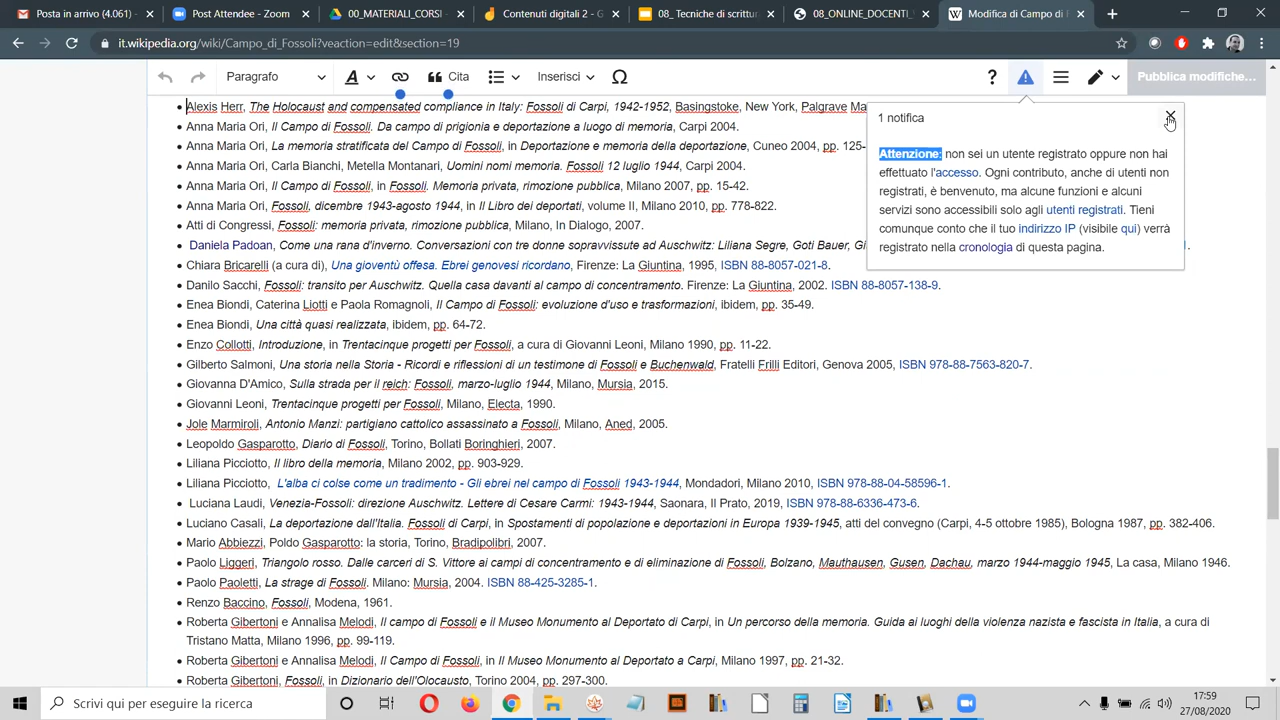 Posta in arrivo (4.061) -
Post Attendee - Zoom
00_MATERIALI_CORSI -
Contenuti digitali 2 - G
08_ Tecniche di scrittur
08_ONLINE_DOCENTI_
Modifica di Campo di F
it.wikipedia.org/wiki/Campo_di_Fossoli?veaction=edit&section=19
Paragrafo
A
Cita
Inserisci
Ω
?
Pubblica modifiche...
Alexis Herr, The Holocaust and compensated compliance in Italy: Fossoli di Carpi, 1942-1952, Basingstoke, New York, Palgrave Ma
Anna Maria Ori, Il Campo di Fossoli. Da campo di prigionia e deportazione a luogo di memoria, Carpi 2004.
Anna Maria Ori, La memoria stratificata del Campo di Fossoli, in Deportazione e memoria della deportazione, Cuneo 2004, pp. 125-
Anna Maria Ori, Carla Bianchi, Metella Montanari, Uomini nomi memoria. Fossoli 12 luglio 1944, Carpi 2004.
Anna Maria Ori, Il Campo di Fossoli, in Fossoli. Memoria privata, rimozione pubblica, Milano 2007, pp. 15-42.
Anna Maria Ori, Fossoli, dicembre 1943-agosto 1944, in Il Libro dei deportati, volume II, Milano 2010, pp. 778-822.
Atti di Congressi, Fossoli: memoria privata, rimozione pubblica, Milano, In Dialogo, 2007.
Daniela Padoan, Come una rana d'inverno. Conversazioni con tre donne sopravvissute ad Auschwitz: Liliana Segre, Goti Bauer, Gi
1.
Chiara Bricarelli (a cura di), Una gioventù offesa. Ebrei genovesi ricordano, Firenze: La Giuntina, 1995, ISBN 88-8057-021-8.
Danilo Sacchi, Fossoli: transito per Auschwitz. Quella casa davanti al campo di concentramento. Firenze: La Giuntina, 2002. ISBN 88-8057-138-9.
Enea Biondi, Caterina Liotti e Paola Romagnoli, Il Campo di Fossoli: evoluzione d'uso e trasformazioni, ibidem, pp. 35-49.
Enea Biondi, Una città quasi realizzata, ibidem, pp. 64-72.
Enzo Collotti, Introduzione, in Trentacinque progetti per Fossoli, a cura di Giovanni Leoni, Milano 1990, pp. 11-22.
Gilberto Salmoni, Una storia nella Storia - Ricordi e riflessioni di un testimone di Fossoli e Buchenwald, Fratelli Frilli Editori, Genova 2005, ISBN 978-88-7563-820-7.
Giovanna D'Amico, Sulla strada per il reich: Fossoli, marzo-luglio 1944, Milano, Mursia, 2015.
Giovanni Leoni, Trentacinque progetti per Fossoli, Milano, Electa, 1990.
Jole Marmiroli, Antonio Manzi: partigiano cattolico assassinato a Fossoli, Milano, Aned, 2005.
Leopoldo Gasparotto, Diario di Fossoli, Torino, Bollati Boringhieri, 2007.
Liliana Picciotto, Il libro della memoria, Milano 2002, pp. 903-929.
Liliana Picciotto, L'alba ci colse come un tradimento - Gli ebrei nel campo di Fossoli 1943-1944, Mondadori, Milano 2010, ISBN 978-88-04-58596-1.
Luciana Laudi, Venezia-Fossoli: direzione Auschwitz. Lettere di Cesare Carmi: 1943-1944, Saonara, Il Prato, 2019, ISBN 978-88-6336-473-6.
Luciano Casali, La deportazione dall'Italia. Fossoli di Carpi, in Spostamenti di popolazione e deportazioni in Europa 1939-1945, atti del convegno (Carpi, 4-5 ottobre 1985), Bologna 1987, pp. 382-406.
Mario Abbiezzi, Poldo Gasparotto: la storia, Torino, Bradipolibri, 2007.
Paolo Liggeri, Triangolo rosso. Dalle carceri di S. Vittore ai campi di concentramento e di eliminazione di Fossoli, Bolzano, Mauthausen, Gusen, Dachau, marzo 1944-maggio 1945, La casa, Milano 1946.
Paolo Paoletti, La strage di Fossoli. Milano: Mursia, 2004. ISBN 88-425-3285-1.
Renzo Baccino, Fossoli, Modena, 1961.
Roberta Gibertoni e Annalisa Melodi, Il campo di Fossoli e il Museo Monumento al Deportato di Carpi, in Un percorso della memoria. Guida ai luoghi della violenza nazista e fascista in Italia, a cura di
Tristano Matta, Milano 1996, pp. 99-119.
Roberta Gibertoni e Annalisa Melodi, Il Campo di Fossoli, in Il Museo Monumento al Deportato a Carpi, Milano 1997, pp. 21-32.
Roberta Gibertoni, Fossoli, in Dizionario dell'Olocausto, Torino 2004, pp. 297-300.
1 notifica
Attenzione: non sei un utente registrato oppure non hai
effettuato l'accesso. Ogni contributo, anche di utenti non
registrati, è benvenuto, ma alcune funzioni e alcuni
servizi sono accessibili solo agli utenti registrati. Tieni
comunque conto che il tuo indirizzo IP (visibile qui) verrà
registrato nella cronologia di questa pagina.
Scrivi qui per eseguire la ricerca
17:59
27/08/2020